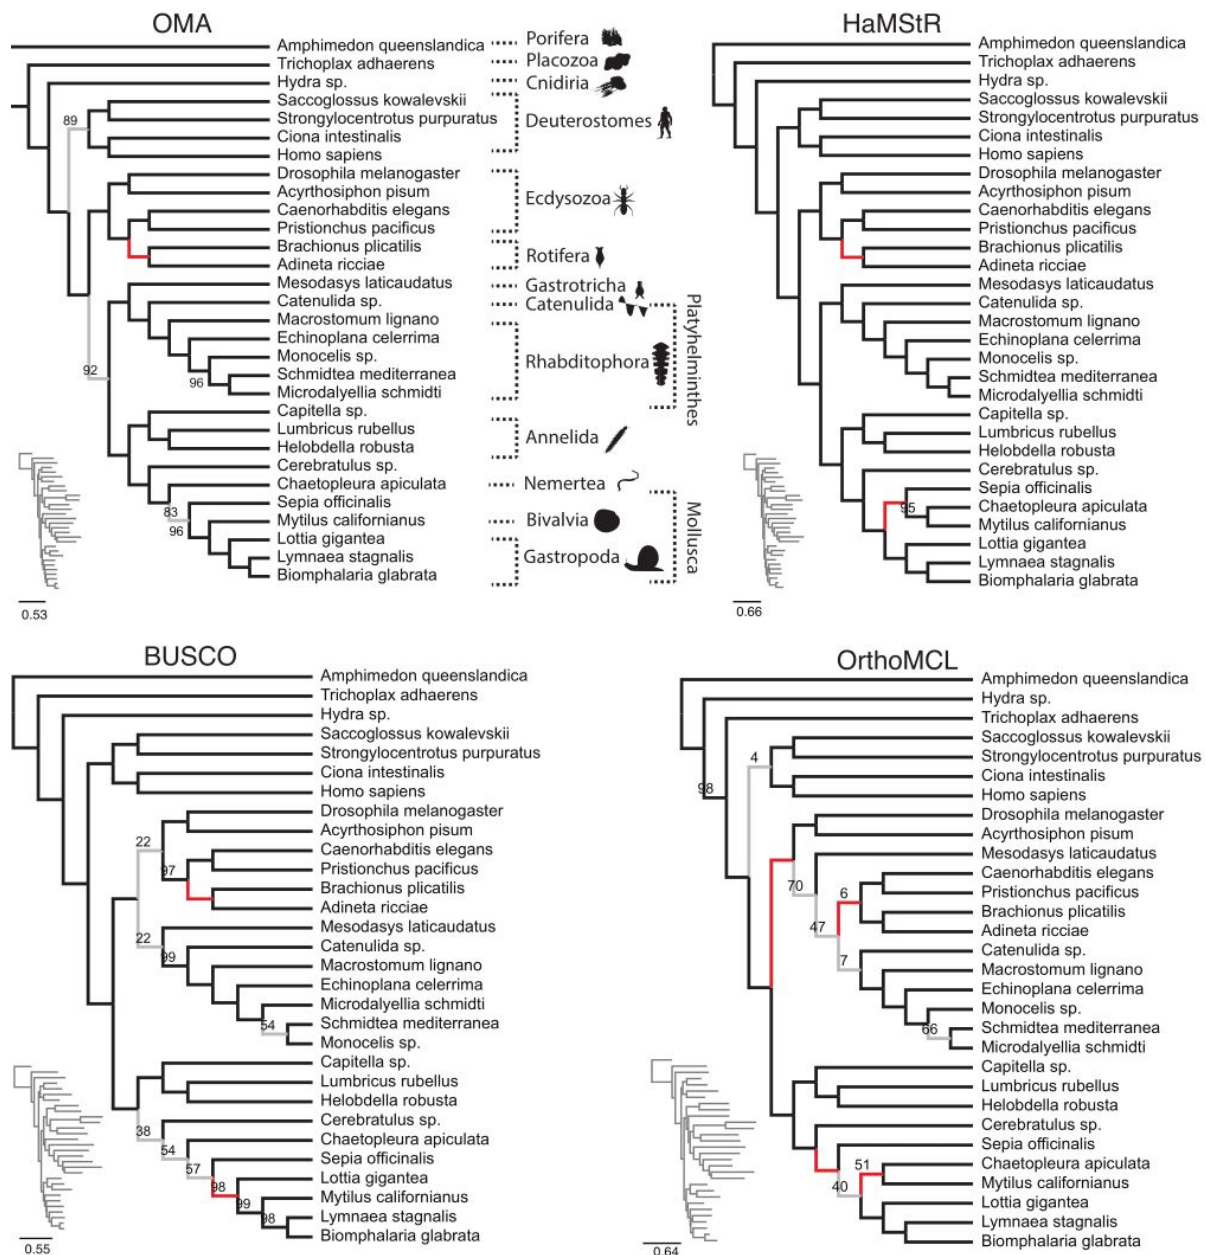 OMA
Amphimedon queenslandica
Trichoplax adhaerens
Hydra sp.
Saccoglossus kowalevskii
Strongylocentrotus purpuratus
Ciona intestinalis
Homo sapiens
Drosophila melanogaster
Acyrthosiphon pisum
Caenorhabditis elegans
Pristionchus pacificus
Brachionus plicatilis
Adineta ricciae
Mesodasys laticaudatus
Catenulida sp.
Macrostomum lignano
Echinoplana celerrima
Monocelis sp.
Schmidtea mediterranea
Microdalyellia schmidti
Capitella sp.
Lumbricus rubellus
Helobdella robusta
Cerebratulus sp.
Chaetopleura apiculata
Sepia officinalis
Mytilus californianus
Lottia gigantea
Lymnaea stagnalis
Biomphalaria glabrata
89
92
96
83
96
0.53
Porifera
Placozoa
Cnidiria
Deuterostomes
Ecdysozoa
Rotifera
Gastrotricha
Catenulida
Rhabditophora
Platyhelminthes
Annelida
Nemertea
Bivalvia
Gastropoda
Mollusca
HaMStR
Amphimedon queenslandica
Trichoplax adhaerens
Hydra sp.
Saccoglossus kowalevskii
Strongylocentrotus purpuratus
Ciona intestinalis
Homo sapiens
Drosophila melanogaster
Acyrthosiphon pisum
Caenorhabditis elegans
Pristionchus pacificus
Brachionus plicatilis
Adineta ricciae
Mesodasys laticaudatus
Catenulida sp.
Macrostomum lignano
Echinoplana celerrima
Monocelis sp.
Schmidtea mediterranea
Microdalyellia schmidti
Capitella sp.
Lumbricus rubellus
Helobdella robusta
Cerebratulus sp.
Sepia officinalis
Chaetopleura apiculata
Mytilus californianus
Lottia gigantea
Lymnaea stagnalis
Biomphalaria glabrata
95
0.66
BUSCO
Amphimedon queenslandica
Trichoplax adhaerens
Hydra sp.
Saccoglossus kowalevskii
Strongylocentrotus purpuratus
Ciona intestinalis
Homo sapiens
Drosophila melanogaster
Acyrthosiphon pisum
Caenorhabditis elegans
Pristionchus pacificus
Brachionus plicatilis
Adineta ricciae
Mesodasys laticaudatus
Catenulida sp.
Macrostomum lignano
Echinoplana celerrima
Microdalyellia schmidti
Schmidtea mediterranea
Monocelis sp.
Capitella sp.
Lumbricus rubellus
Helobdella robusta
Cerebratulus sp.
Chaetopleura apiculata
Sepia officinalis
Lottia gigantea
Mytilus californianus
Lymnaea stagnalis
Biomphalaria glabrata
22
97
22
99
54
38
54
57
98
99
98
0.55
OrthoMCL
Amphimedon queenslandica
Hydra sp.
Trichoplax adhaerens
Saccoglossus kowalevskii
Strongylocentrotus purpuratus
Ciona intestinalis
Homo sapiens
Drosophila melanogaster
Acyrthosiphon pisum
Mesodasys laticaudatus
Caenorhabditis elegans
Pristionchus pacificus
Brachionus plicatilis
Adineta ricciae
Catenulida sp.
Macrostomum lignano
Echinoplana celerrima
Monocelis sp.
Schmidtea mediterranea
Microdalyellia schmidti
Capitella sp.
Lumbricus rubellus
Helobdella robusta
Cerebratulus sp.
Sepia officinalis
Chaetopleura apiculata
Mytilus californianus
Lottia gigantea
Lymnaea stagnalis
Biomphalaria glabrata
4
98
70
6
47
7
66
51
40
0.64